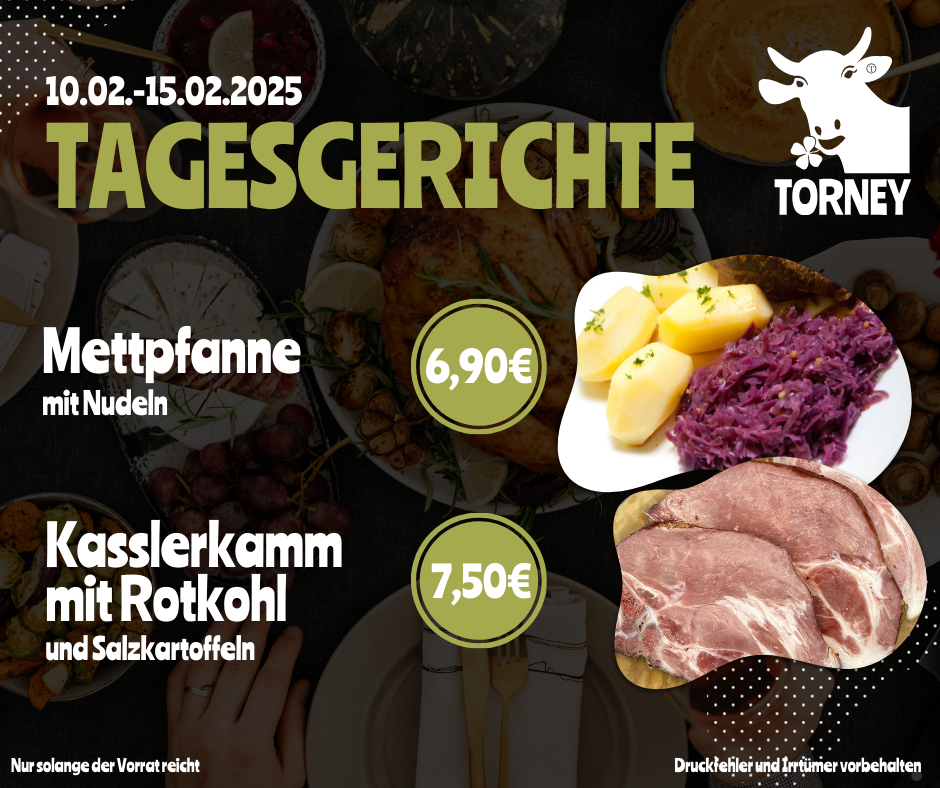 10.02.-15.02.2025
TAGESGERICHTE
TORNEY
Mettpfanne
mit Nudeln
6,90€
Kasslerkamm
mit Rotkohl
und Salzkartoffeln
7,50€
Nur solange der Vorrat reicht
Druckfehler und Irrtümer vorbehalten